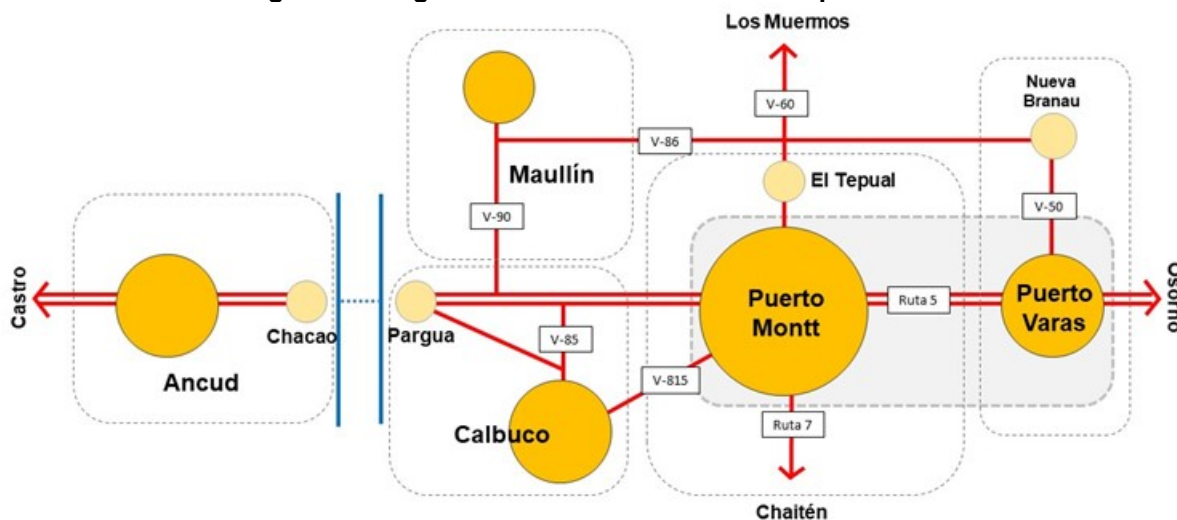 Los Muermos
Nueva
Branau
V-60
V-86
Maullín
El Tepual
V-90
V-50
Castro
Osorno
Puerto
Montt
Ruta 5
Puerto
Varas
Chacao
Pargua
V-85
Ancud
V-815
Calbuco
Ruta 7
Chaitén